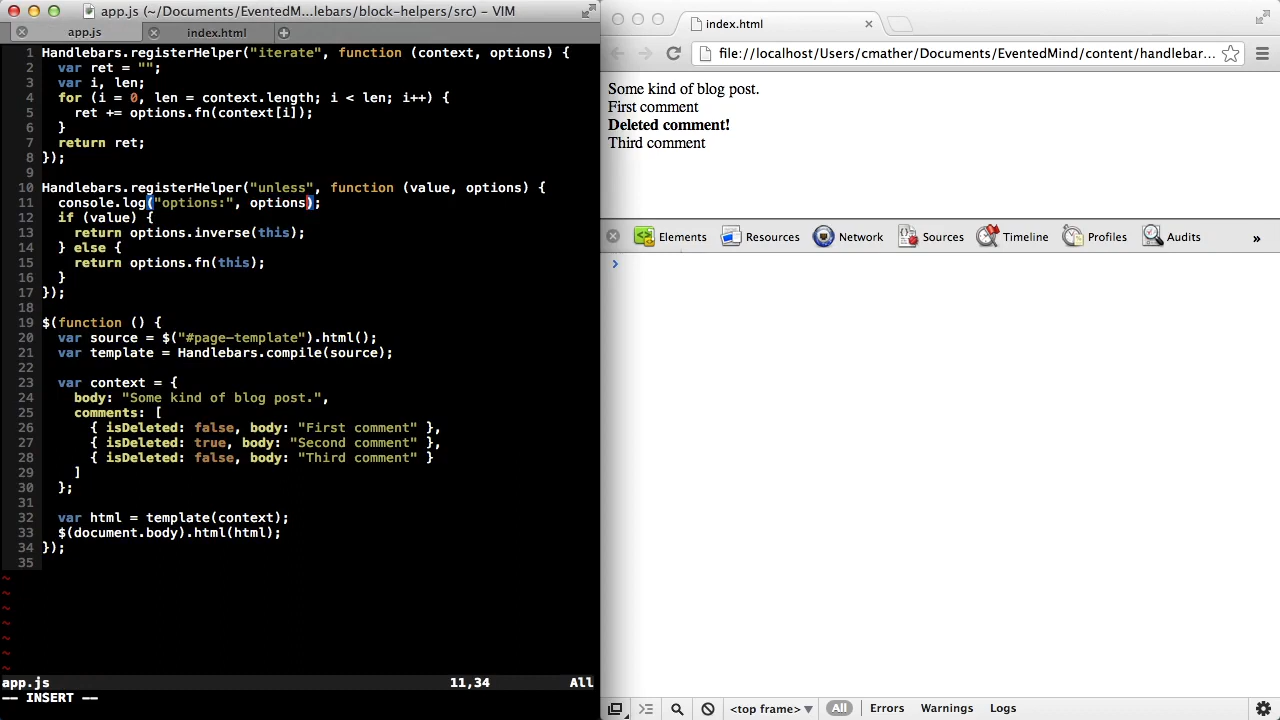 app.js (~/Documents/EventedM...lebars/block-helpers/src) – VIM
app.js
index.html
1 Handlebars.registerHelper("iterate", function (context, options) {
2 var ret = "";
3 var i, len;
4 for (i = 0, len = context.length; i < len; i++) {
5 ret += options.fn(context[i]);
6 }
7 return ret;
8 });
9
10 Handlebars.registerHelper("unless", function (value, options) {
11 console.log("options:", options);
12 if (value) {
13 return options.inverse(this);
14 } else {
15 return options.fn(this);
16 }
17 });
18
19 $(function () {
20 var source = $("#page-template").html();
21 var template = Handlebars.compile(source);
22
23 var context = {
24 body: "Some kind of blog post.",
25 comments: [
26 { isDeleted: false, body: "First comment" },
27 { isDeleted: true, body: "Second comment" },
28 { isDeleted: false, body: "Third comment" }
29 ]
30 };
31
32 var html = template(context);
33 $(document.body).html(html);
34 });
35
~
~
~
~
~
~
~
app.js 11,34 All
-- INSERT --
index.html
file://localhost/Users/cmather/Documents/EventedMind/content/handlebar...
Some kind of blog post.
First comment
Deleted comment!
Third comment
Elements Resources Network Sources Timeline Profiles Audits »
>
<top frame> ▼ All Errors Warnings Logs